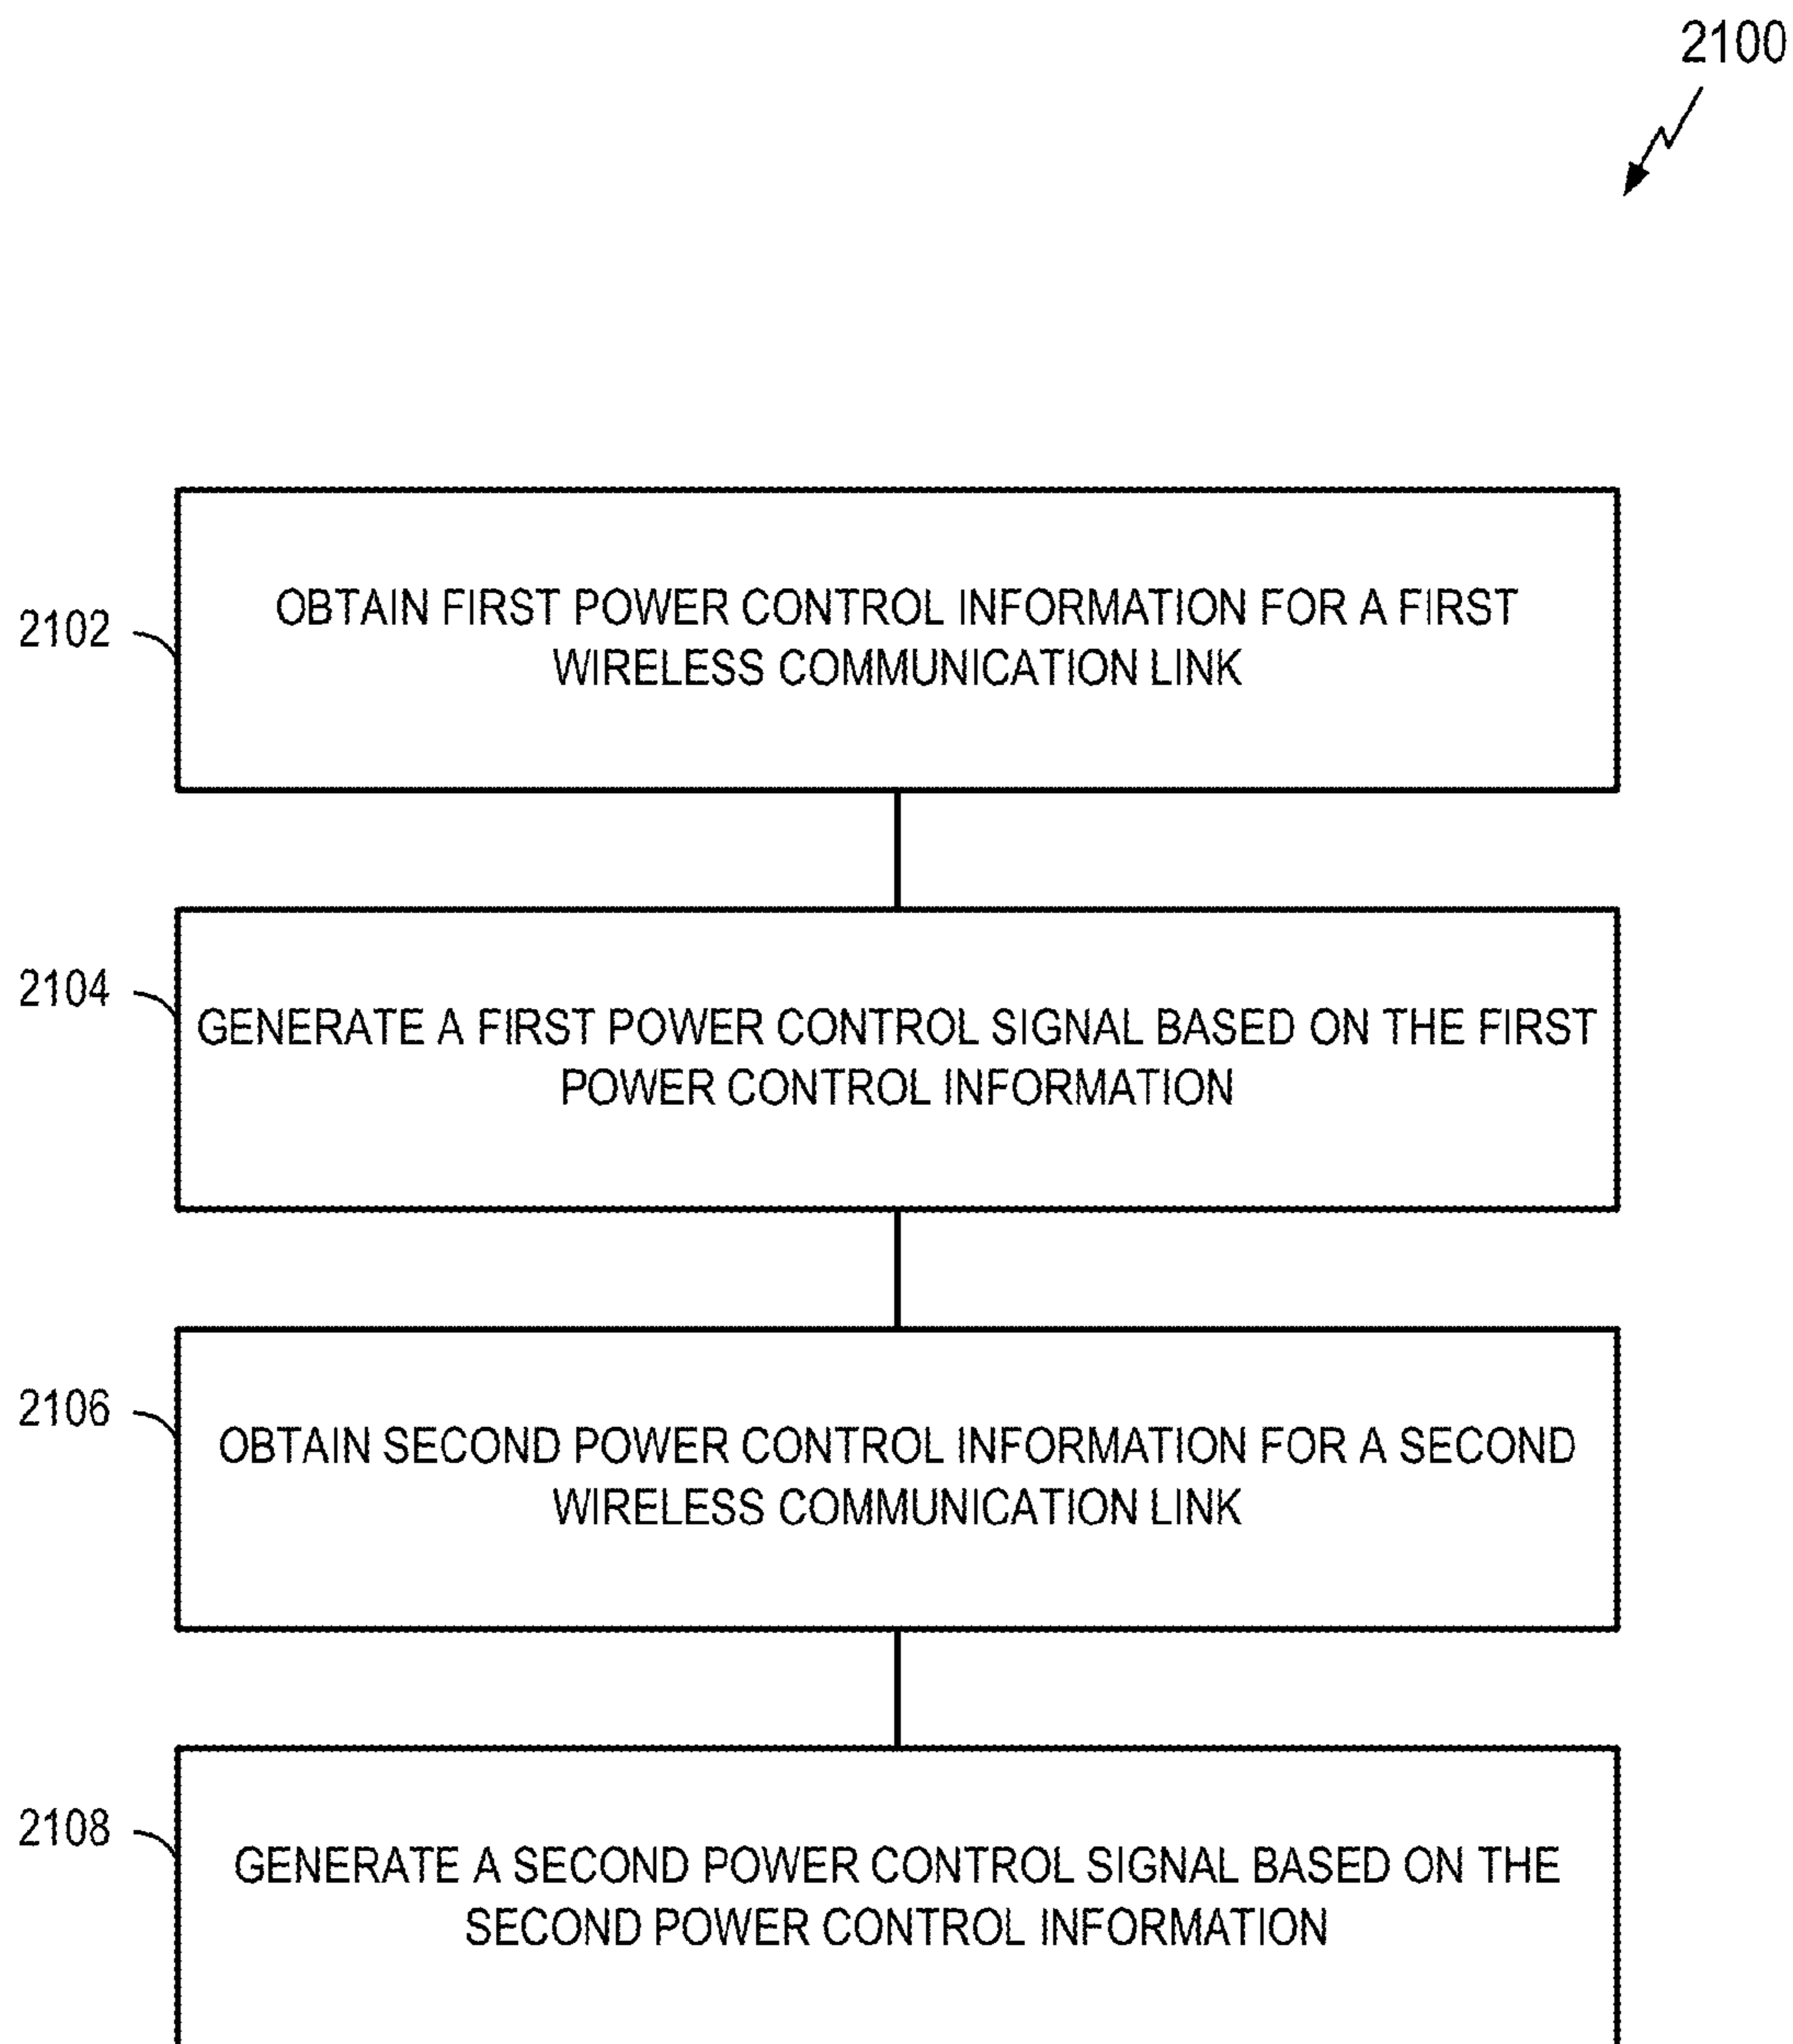 2100
2102
OBTAIN FIRST POWER CONTROL INFORMATION FOR A FIRST
WIRELESS COMMUNICATION LINK
2104
GENERATE A FIRST POWER CONTROL SIGNAL BASED ON THE FIRST
POWER CONTROL INFORMATION
2106
OBTAIN SECOND POWER CONTROL INFORMATION FOR A SECOND
WIRELESS COMMUNICATION LINK
2108
GENERATE A SECOND POWER CONTROL SIGNAL BASED ON THE
SECOND POWER CONTROL INFORMATION